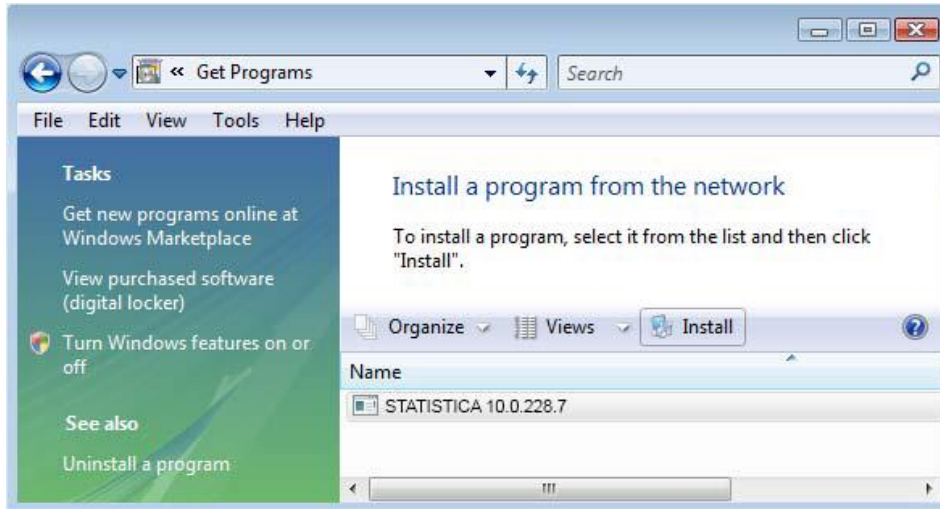 « Get Programs
Search
File Edit View Tools Help
Tasks
Get new programs online at
Windows Marketplace
View purchased software
(digital locker)
Turn Windows features on or
off
See also
Uninstall a program
Install a program from the network
To install a program, select it from the list and then click
"Install".
Organize Views Install
Name
STATISTICA 10.0.228.7